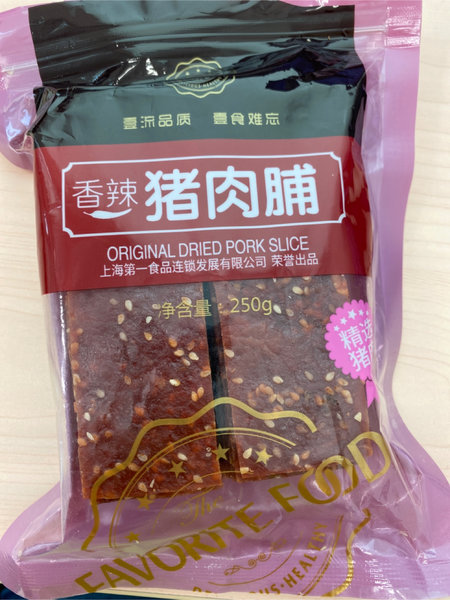 壹流品质 壹食难忘
香辣 猪肉脯
ORIGINAL DRIED PORK SLICE
上海第一食品连锁发展有限公司 荣誉出品
净含量：250g
精选
猪
The
FAVORITE FOOD